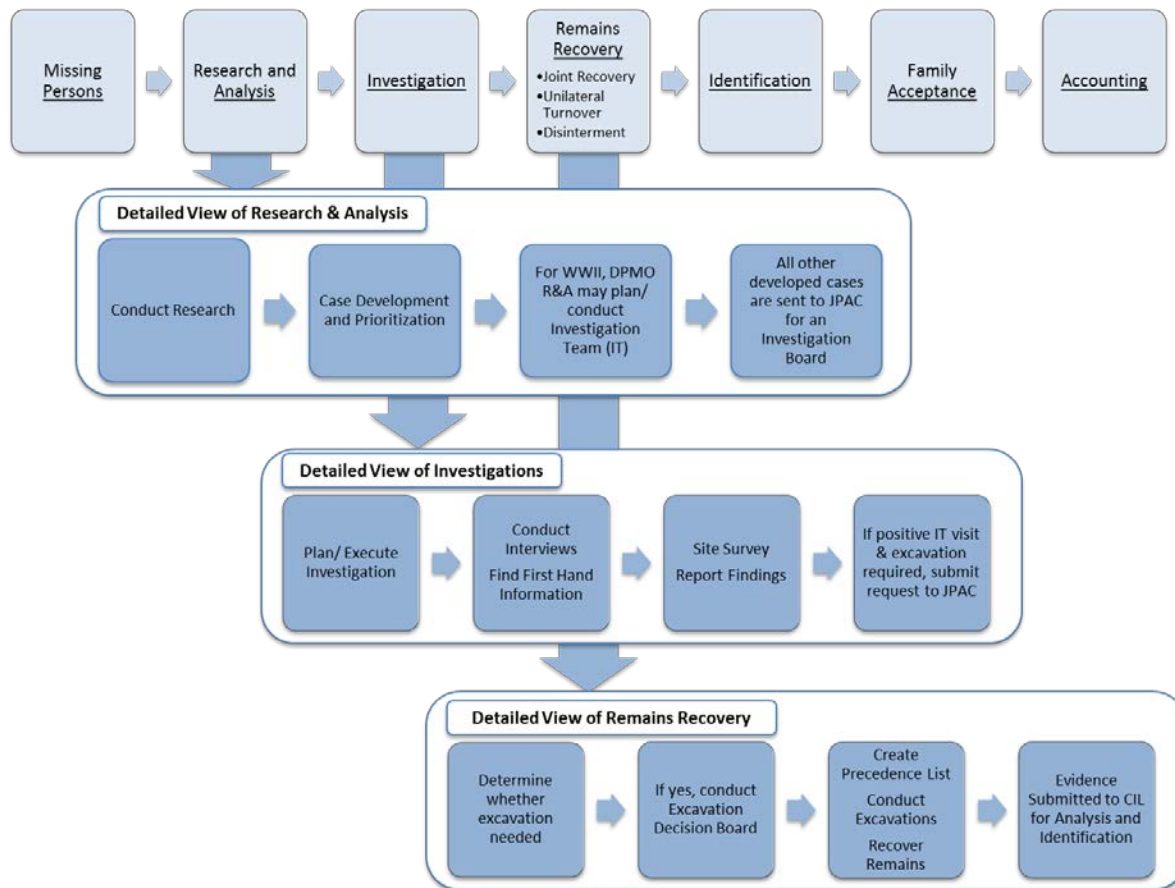 Missing
Persons
Research and
Analysis
Investigation
Remains
Recovery
•Joint Recovery
•Unilateral
Turnover
•Disinterment
Identification
Family
Acceptance
Accounting
Detailed View of Research & Analysis
Conduct Research
Case Development
and Prioritization
For WWII, DPMO
R&A may plan/
conduct
Investigation
Team (IT)
All other
developed cases
are sent to JPAC
for an
Investigation
Board
Detailed View of Investigations
Plan/ Execute
Investigation
Conduct
Interviews
Find First Hand
Information
Site Survey
Report Findings
If positive IT visit
& excavation
required, submit
request to JPAC
Detailed View of Remains Recovery
Determine
whether
excavation
needed
If yes, conduct
Excavation
Decision Board
Create
Precedence List
Conduct
Excavations
Recover
Remains
Evidence
Submitted to CIL
for Analysis and
Identification